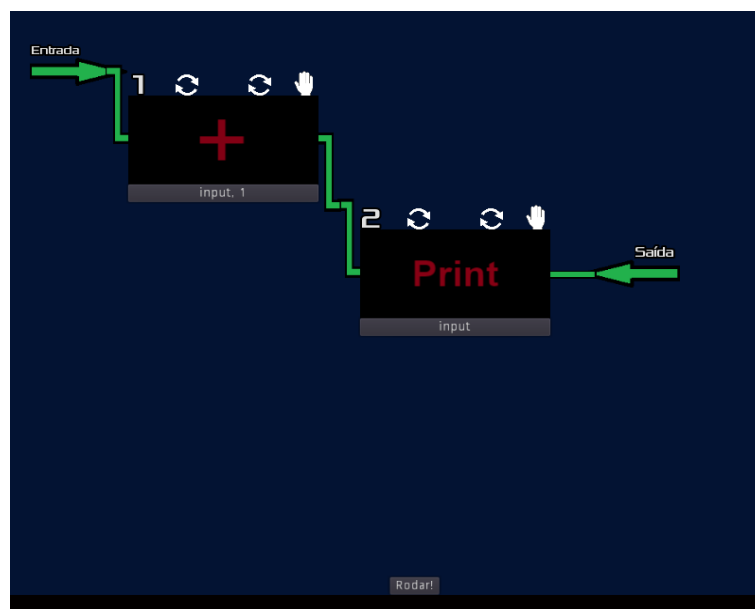 Entrada
1
+
input, 1
2
Print
input
Saída
Rodar!